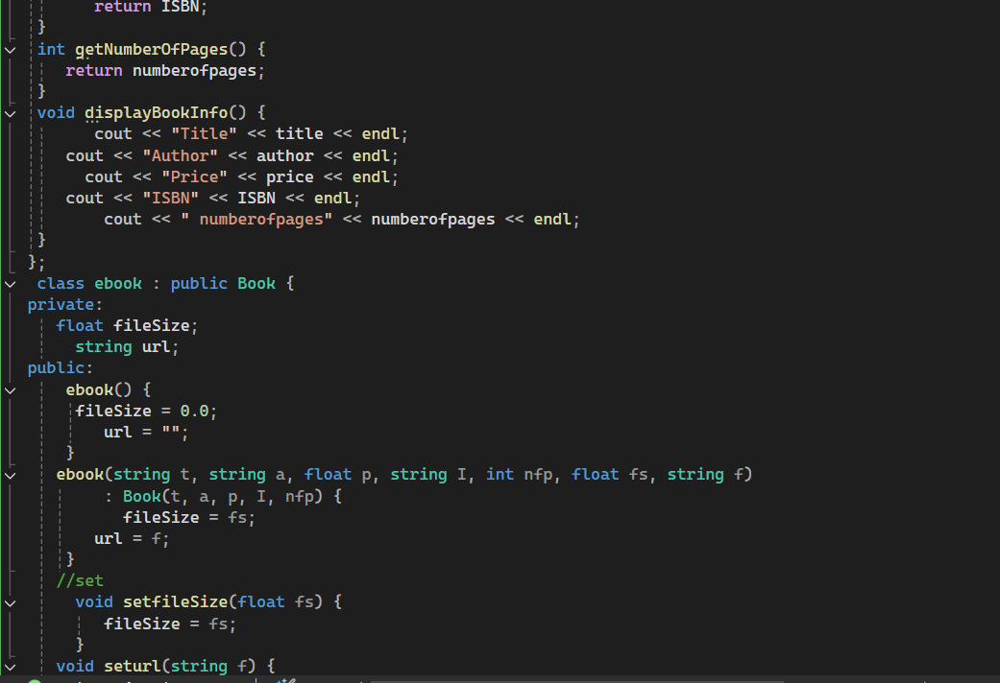 return ISBN;
}
int getNumberOfPages() {
return numberofpages;
}
void displayBookInfo() {
cout << "Title" << title << endl;
cout << "Author" << author << endl;
cout << "Price" << price << endl;
cout << "ISBN" << ISBN << endl;
cout << " numberofpages" << numberofpages << endl;
}
};
class ebook : public Book {
private:
float fileSize;
string url;
public:
ebook() {
fileSize = 0.0;
url = "";
}
ebook(string t, string a, float p, string I, int nfp, float fs, string f)
: Book(t, a, p, I, nfp) {
fileSize = fs;
url = f;
}
//set
void setfileSize(float fs) {
fileSize = fs;
}
void seturl(string f) {